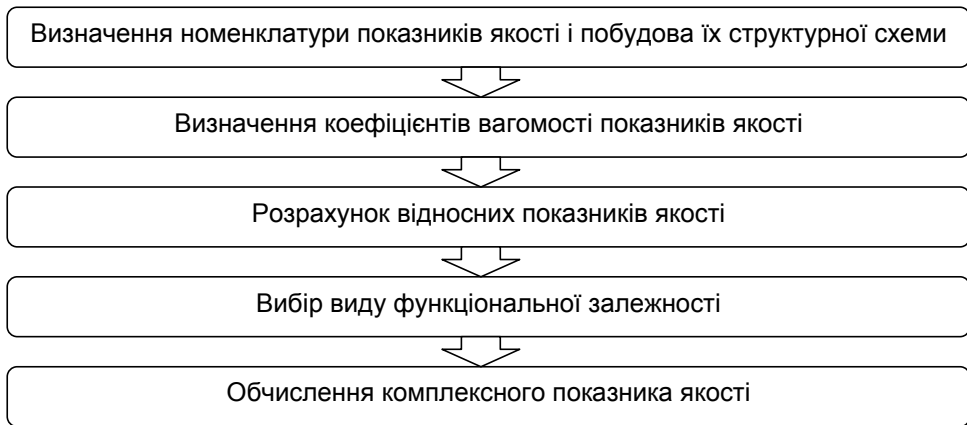 Визначення номенклатури показників якості і побудова їх структурної схеми
Визначення коефіцієнтів вагомості показників якості
Розрахунок відносних показників якості
Вибір виду функціональної залежності
Обчислення комплексного показника якості